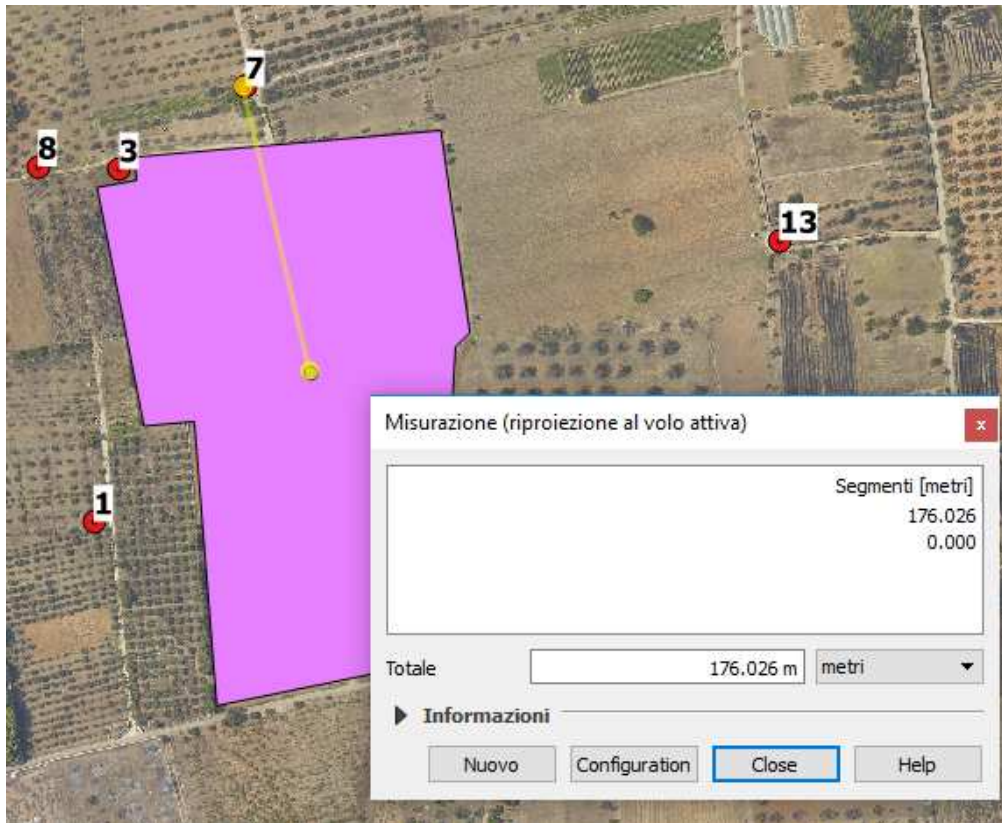 7
8
3
13
1
Misurazione (riproiezione al volo attiva)
x
Segmenti [metri]
176.026
0.000
Totale
176.026 m
metri
Informazioni
Nuovo
Configuration
Close
Help